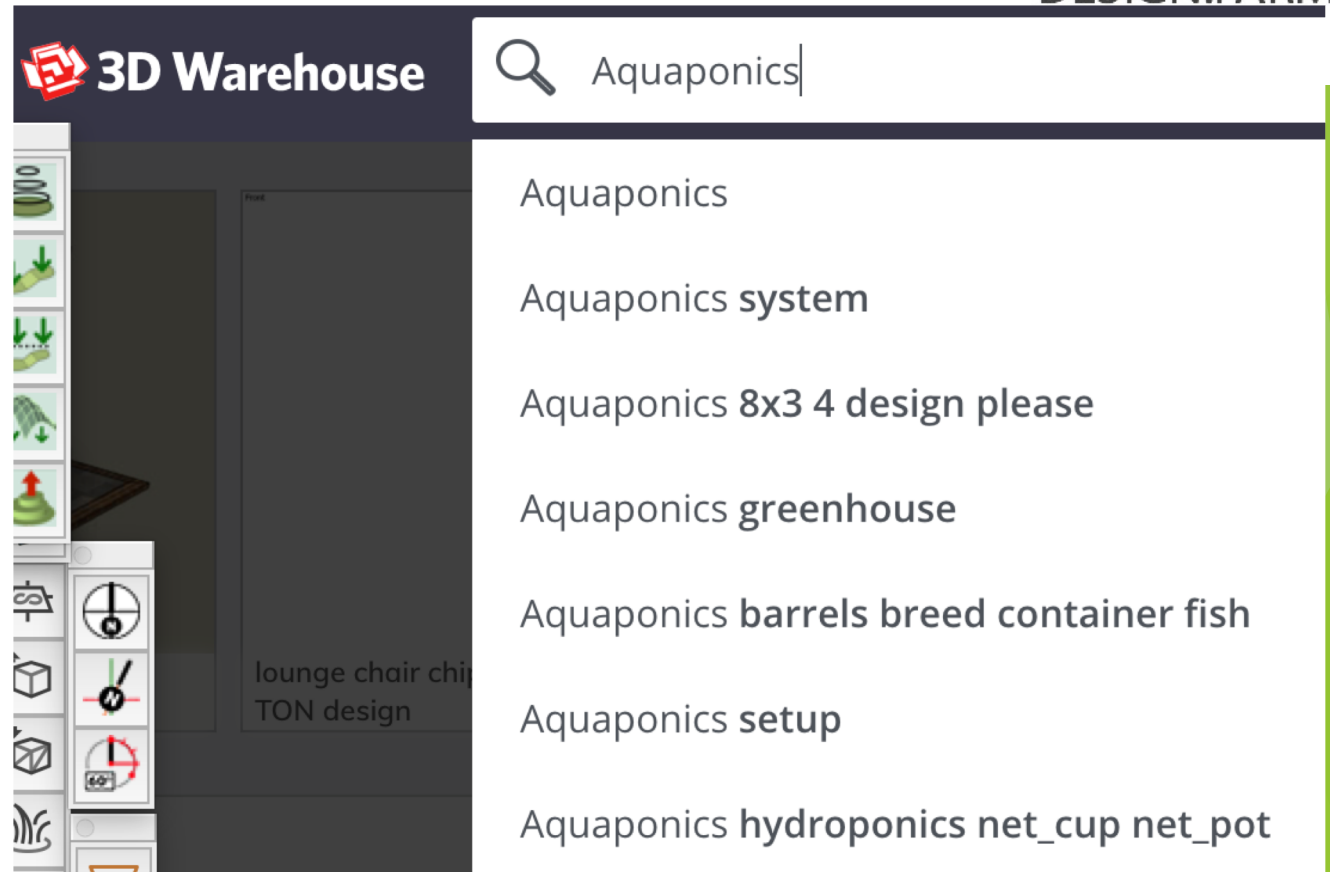 3D Warehouse
Aquaponics
Aquaponics
Aquaponics system
Aquaponics 8x3 4 design please
Aquaponics greenhouse
Aquaponics barrels breed container fish
Aquaponics setup
Aquaponics hydroponics net_cup net_pot
Front
lounge chair chip
TON design
N